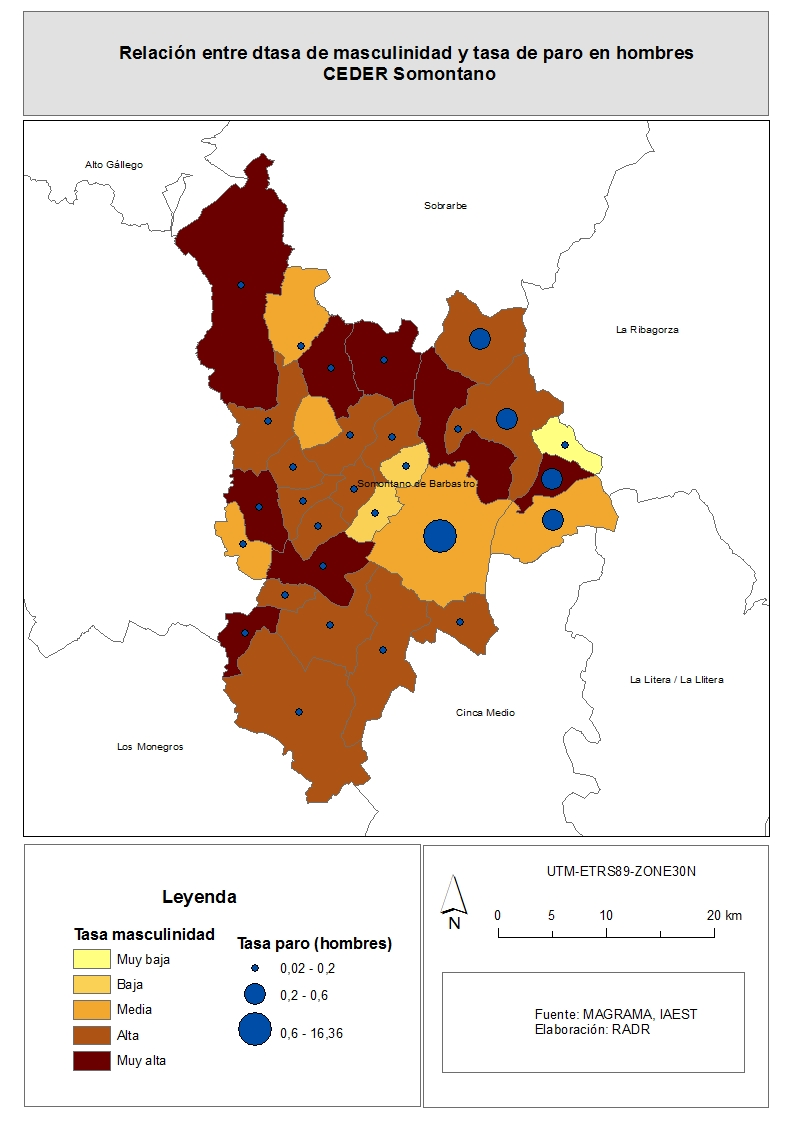 Relación entre dtasa de masculinidad y tasa de paro en hombres
CEDER Somontano
Alto Gállego
Sobrarbe
La Ribagorza
Somontano de Barbastro
La Litera / La Llitera
Cinca Medio
Los Monegros
Leyenda
Tasa masculinidad
Muy baja
Baja
Media
Alta
Muy alta
Tasa paro (hombres)
0,02 - 0,2
0,2 - 0,6
0,6 - 16,36
UTM-ETRS89-ZONE30N
N
0 5 10 20 km
Fuente: MAGRAMA, IAEST
Elaboración: RADR